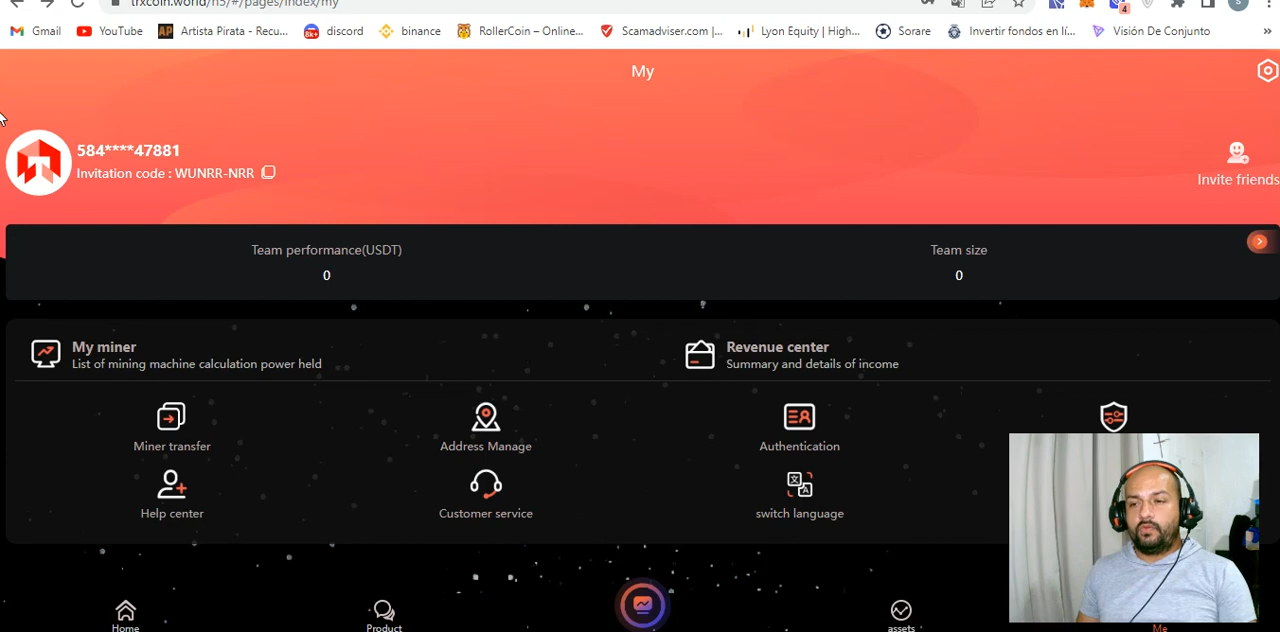 trxcoin.world/h5/#/pages/index/my
Gmail YouTube Artista Pirata - Recu... discord binance RollerCoin – Online... Scamadviser.com |... Lyon Equity | High... Sorare Invertir fondos en lí... Visión De Conjunto »
My
584****47881
Invitation code : WUNRR-NRR
Invite friends
Team performance(USDT) Team size
0 0
My miner Revenue center
List of mining machine calculation power held Summary and details of income
Miner transfer Address Manage Authentication
Help center Customer service switch language
Home Product assets Me